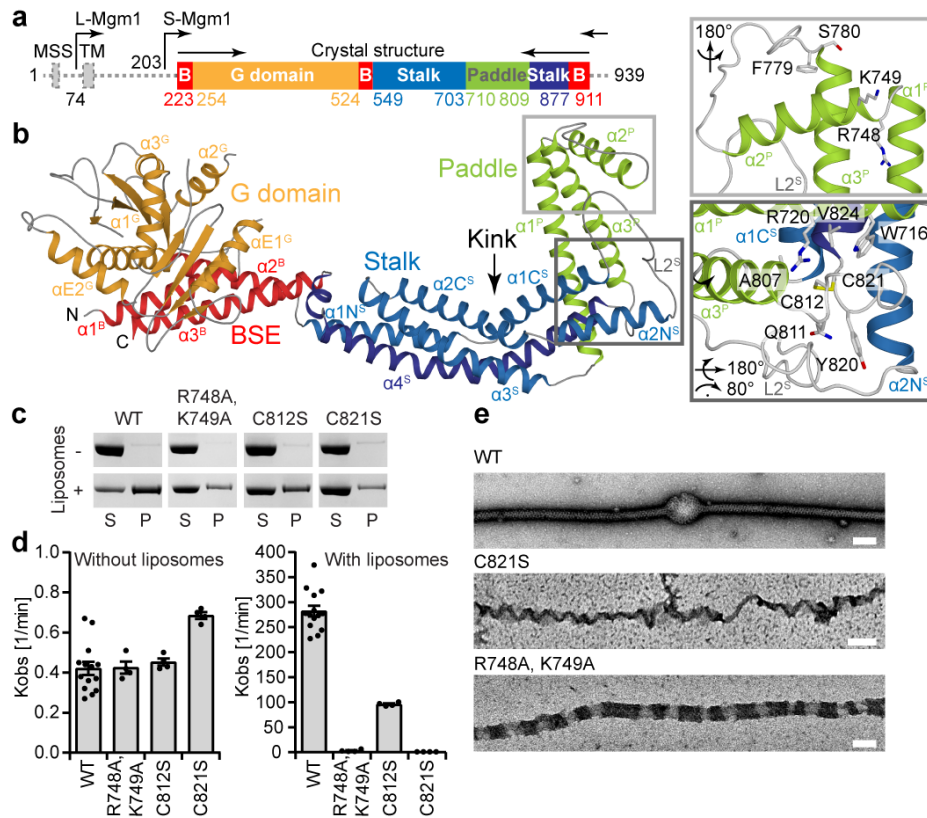 a
L-Mgm1
S-Mgm1
MSS
TM
203
Crystal structure
1
B
G domain
B
Stalk
Paddle
Stalk
B
939
74
223
254
524
549
703
710
809
877
911
180°
S780
F779
K749
α1ᴾ
R748
α2ᴾ
L2ˢ
α3ᴾ
b
α3ᴳ
α2ᴳ
G domain
α1ᴳ
αE1ᴳ
αE2ᴳ
α2ᴮ
N
α1ᴮ
C
α3ᴮ
BSE
Paddle
α2ᴾ
α1ᴾ
α3ᴾ
Kink
L2ˢ
Stalk
α2Cˢ
α1Cˢ
α1Nˢ
α2Nˢ
α4ˢ
α3ˢ
R720
V824
α1Cˢ
W716
A807
C821
α3ᴾ
C812
Q811
Y820
180°
L2ˢ
80°
α2Nˢ
c
WT
R748A,
K749A
C812S
C821S
Liposomes
-
+
S P S P S P S P
d
Without liposomes
Kobs [1/min]
1.0
0.8
0.6
0.4
0.2
0.0
WT
R748A,
K749A
C812S
C821S
With liposomes
Kobs [1/min]
400
350
300
250
200
150
100
50
0
WT
R748A,
K749A
C812S
C821S
e
WT
C821S
R748A, K749A